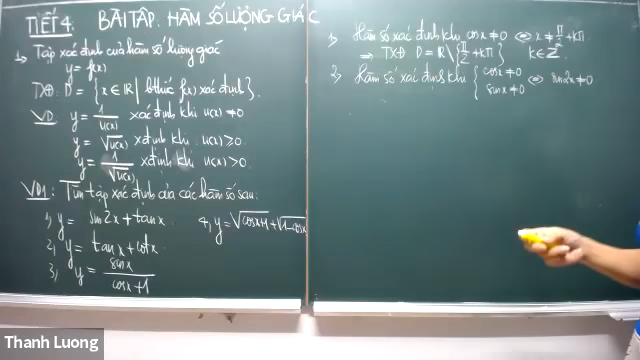 TIẾT 4: BÀI TẬP. HÀM SỐ LƯỢNG GIÁC
1, Tập xác định của hàm số lượng giác
y = f(x)
TXĐ: D = {x ∈ ℝ | bthức f(x) xác định}.
VD y = 1/u(x) xác định khi u(x) ≠ 0
y = √u(x) xđịnh khi u(x) ≥ 0.
y = 1/√u(x) xđịnh khi u(x) > 0.
VD1: Tìm tập xác định của các hàm số sau:
1, y = sin2x + tanx
4, y = √cosx+1 + √1-cosx
2, y = tanx + cotx
3, y = sinx/cosx+1
1, Hàm số xác định khi cosx ≠ 0 ⇔ x ≠ π/2 + kπ
⇒ TXĐ D = ℝ \ {π/2 + kπ} k ∈ ℤ
2, Hàm số xác định khi { cosx ≠ 0 ⇔ sin2x ≠ 0
sinx ≠ 0
Thanh Luong